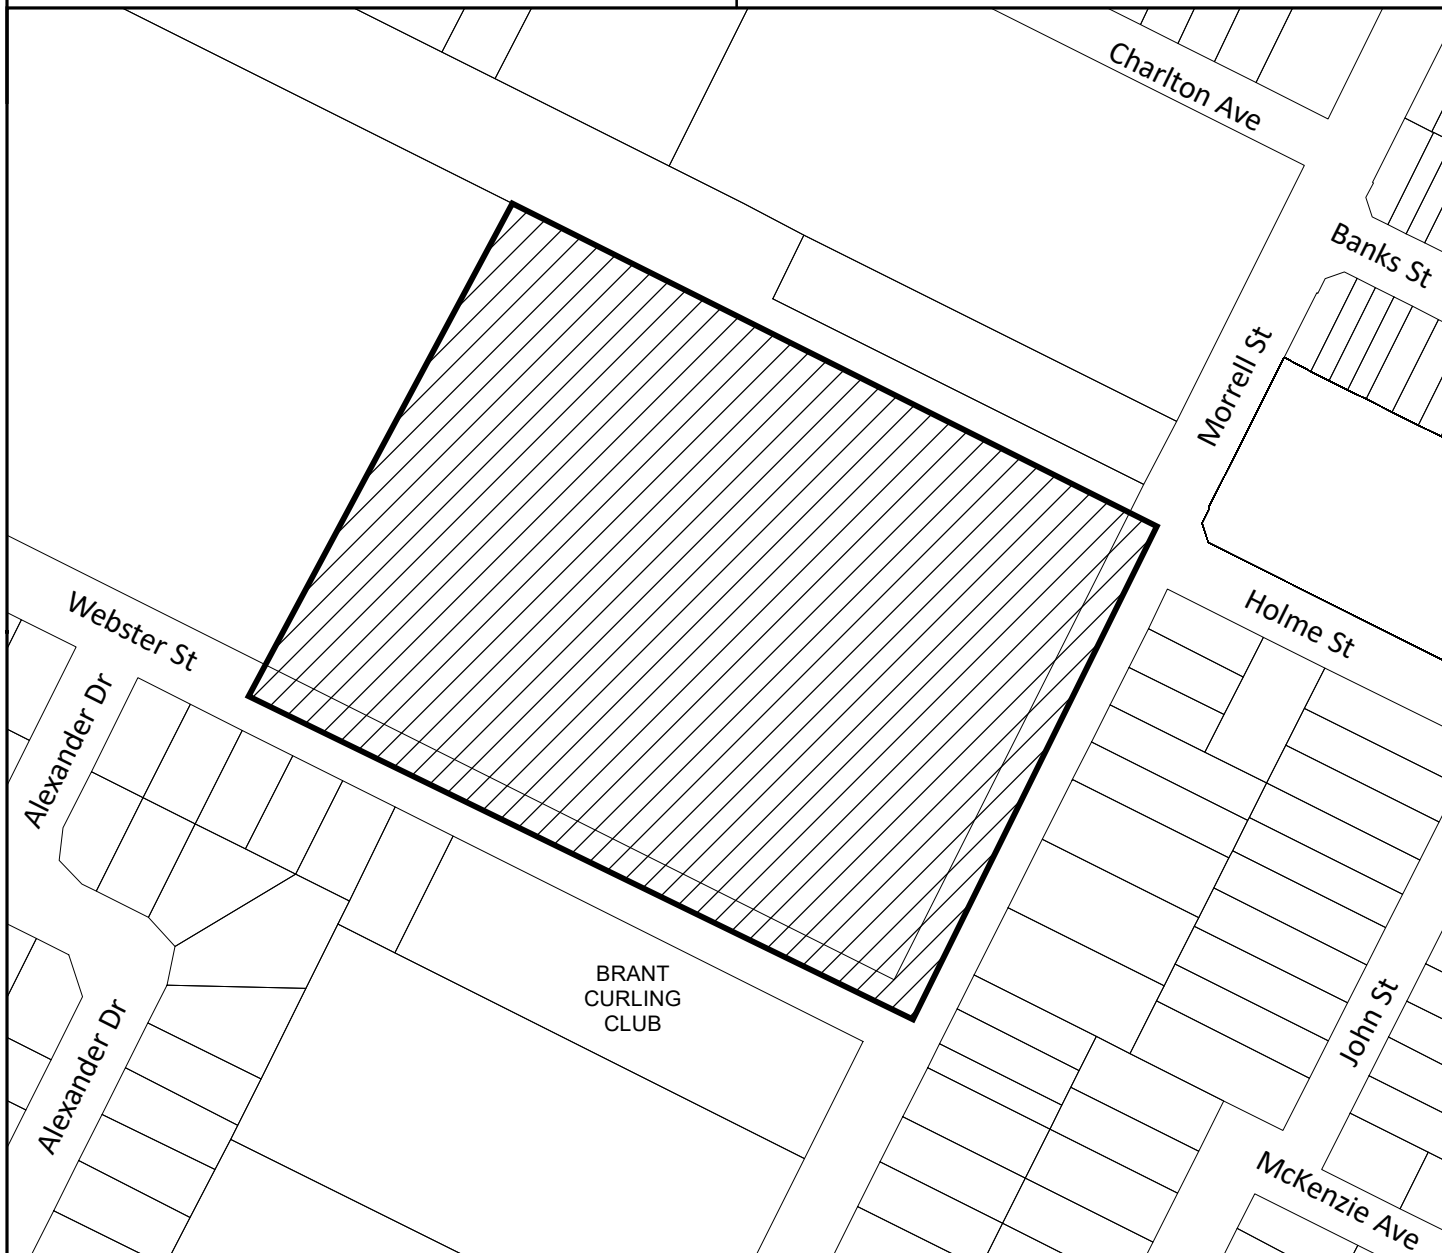 Charlton Ave
Banks St
Morrell St
Holme St
Webster St
Alexander Dr
BRANT
CURLING
CLUB
John St
Alexander Dr
McKenzie Ave